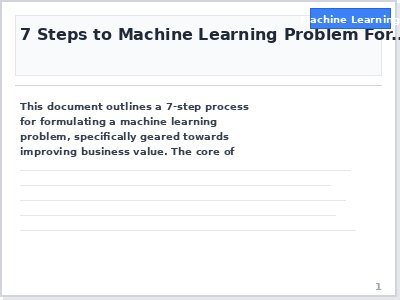 Machine Learning
7 Steps to Machine Learning Problem For...
This document outlines a 7-step process
for formulating a machine learning
problem, specifically geared towards
improving business value. The core of
1